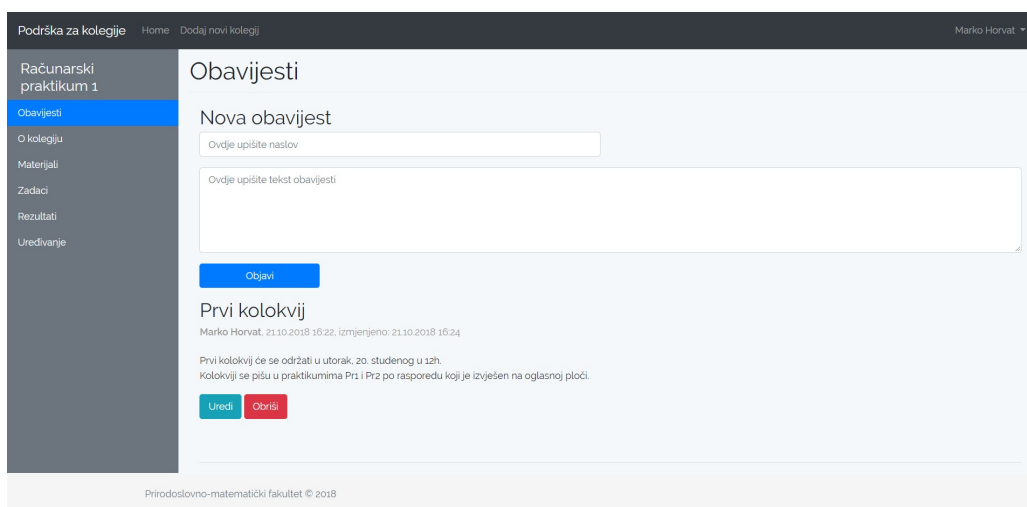 Podrška za kolegije Home Dodaj novi kolegij Marko Horvat
Računarski
praktikum 1
Obavijesti
O kolegiju
Materijali
Zadaci
Rezultati
Uređivanje
Obavijesti
Nova obavijest
Ovdje upišite naslov
Ovdje upišite tekst obavijesti
Objavi
Prvi kolokvij
Marko Horvat, 21.10.2018 16:22, izmjenjeno: 21.10.2018 16:24
Prvi kolokvij će se održati u utorak, 20. studenog u 12h.
Kolokviji se pišu u praktikumima Pr1 i Pr2 po rasporedu koji je izvješen na oglasnoj ploči.
Uredi Obriši
Prirodoslovno-matematički fakultet © 2018